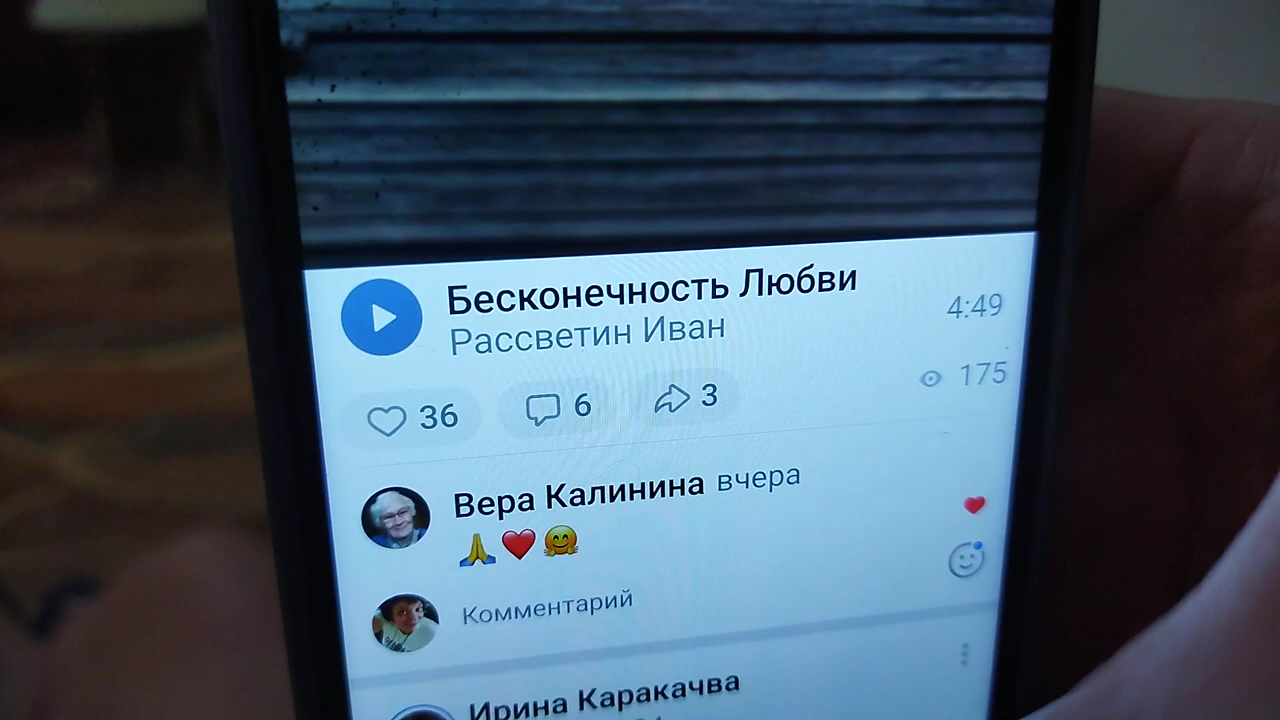 Бесконечность Любви
Рассветин Иван
4:49
175
36 6 3
Вера Калинина вчера
🙏❤️🤗
Комментарий
Ирина Каракачва